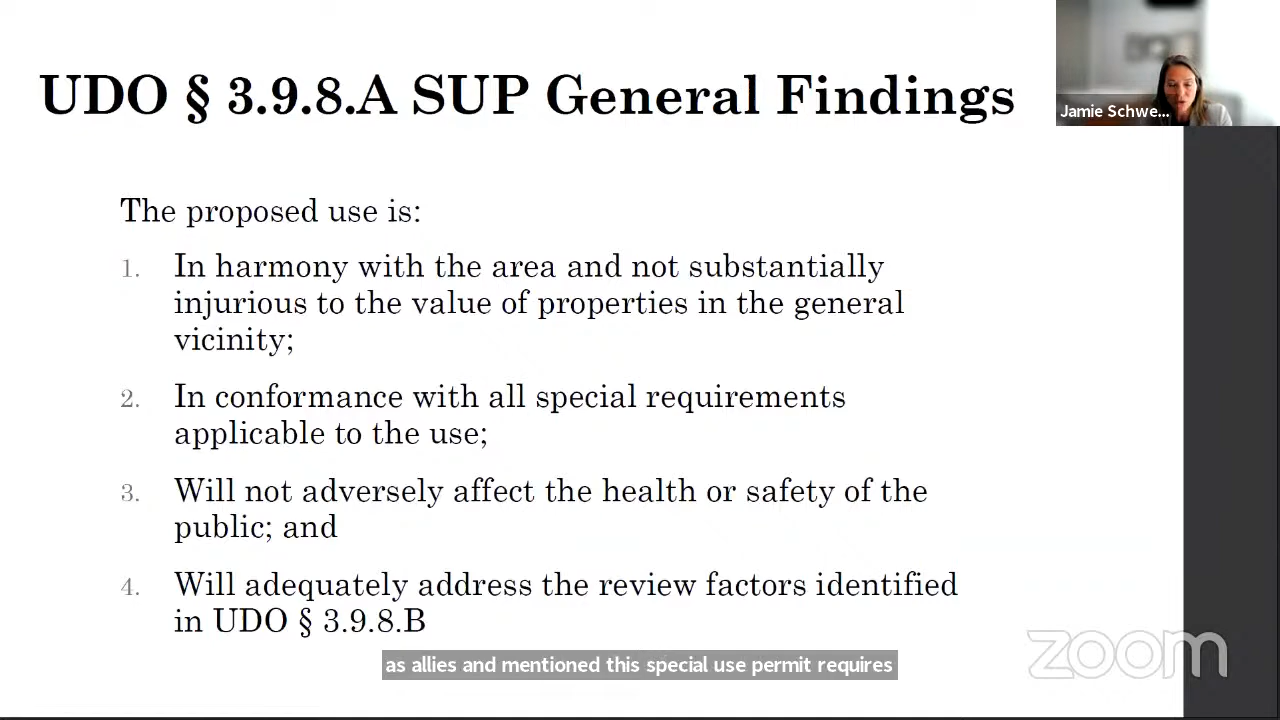 UDO § 3.9.8.A SUP General Findings
Jamie Schwe...
The proposed use is:
1. In harmony with the area and not substantially
injurious to the value of properties in the general
vicinity;
2. In conformance with all special requirements
applicable to the use;
3. Will not adversely affect the health or safety of the
public; and
4. Will adequately address the review factors identified
in UDO § 3.9.8.B
zoom
as allies and mentioned this special use permit requires